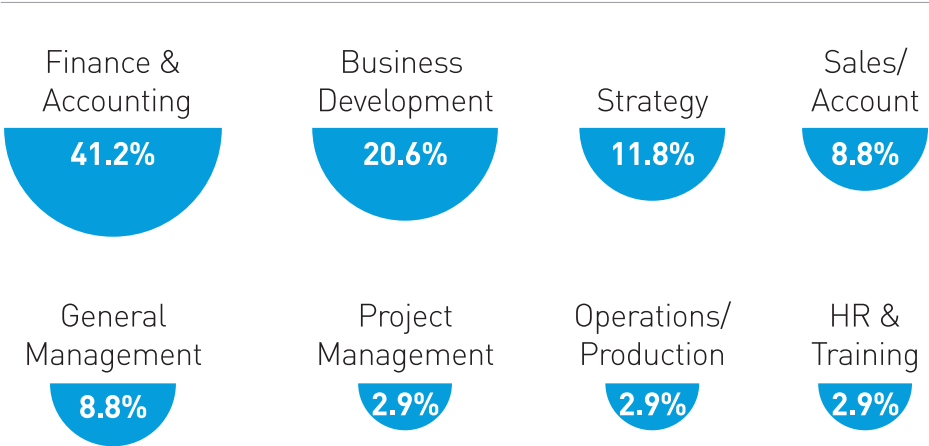 Finance &
Accounting
41.2%
Business
Development
20.6%
Strategy
11.8%
Sales/
Account
8.8%
General
Management
8.8%
Project
Management
2.9%
Operations/
Production
2.9%
HR &
Training
2.9%